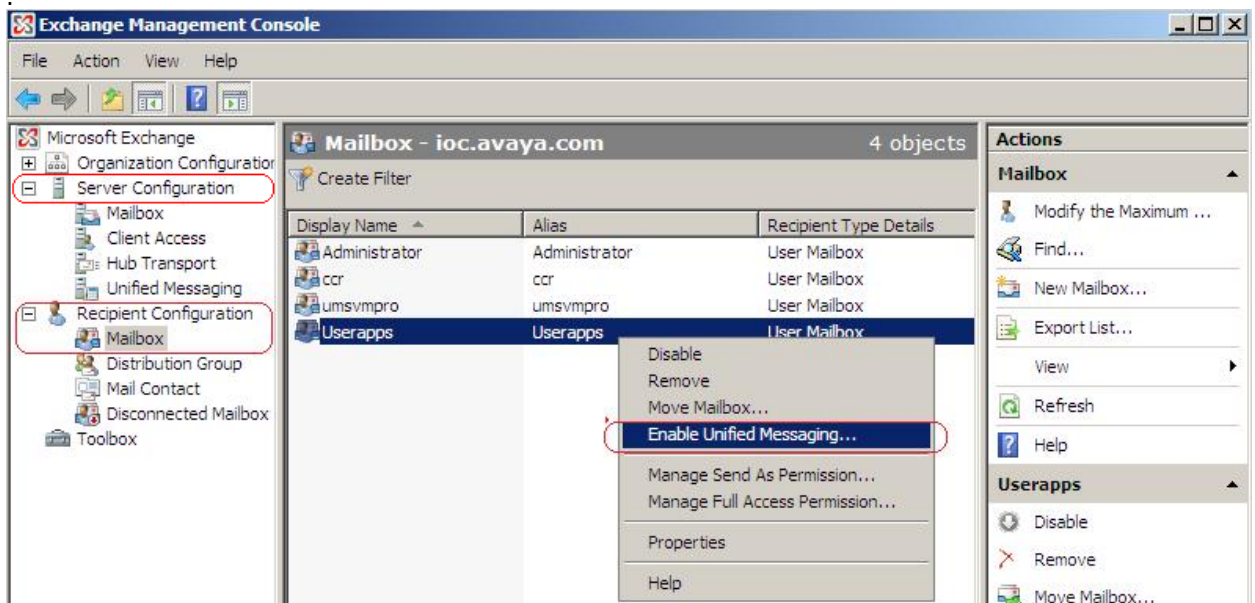 .
Exchange Management Console
File Action View Help
Microsoft Exchange
Organization Configuration
Server Configuration
Mailbox
Client Access
Hub Transport
Unified Messaging
Recipient Configuration
Mailbox
Distribution Group
Mail Contact
Disconnected Mailbox
Toolbox
Mailbox - ioc.avaya.com 4 objects
Create Filter
Display Name Alias Recipient Type Details
Administrator Administrator User Mailbox
ccr ccr User Mailbox
umsvmpro umsvmpro User Mailbox
Userapps Userapps User Mailbox
Disable
Remove
Move Mailbox...
Enable Unified Messaging...
Manage Send As Permission...
Manage Full Access Permission...
Properties
Help
Actions
Mailbox
Modify the Maximum ...
Find...
New Mailbox...
Export List...
View
Refresh
Help
Userapps
Disable
Remove
Move Mailbox...